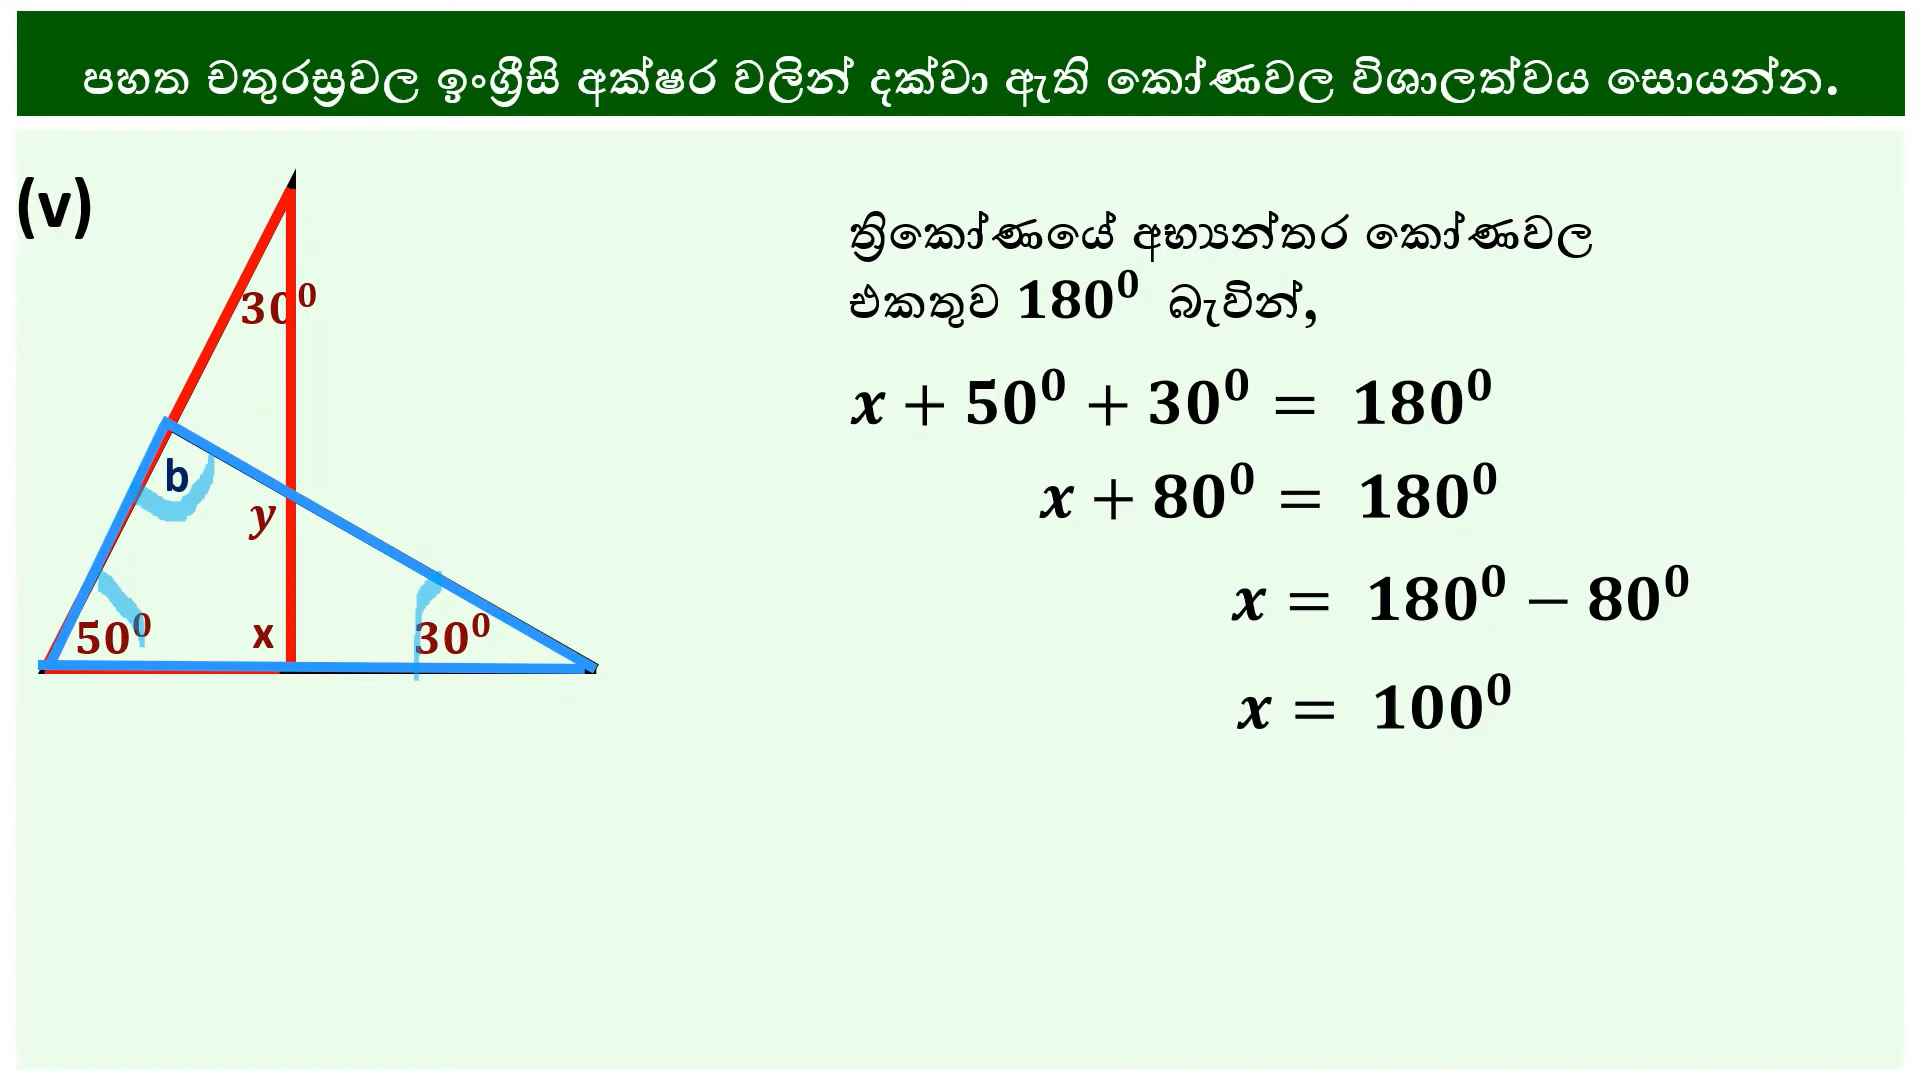 පහත චතුරස්‍රවල ඉංග්‍රීසි අක්ෂර වලින් දක්වා ඇති කෝණවල විශාලත්වය සොයන්න.
(v)
ත්‍රිකෝණයේ අභ්‍යන්තර කෝණවල
එකතුව 180⁰ බැවින්,
30⁰
x + 50⁰ + 30⁰ = 180⁰
b
x + 80⁰ = 180⁰
y
x = 180⁰ − 80⁰
50⁰ x 30⁰
x = 100⁰